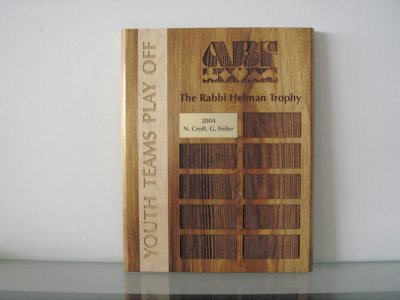 YOUTH TEAMS PLAY OFF
ABF
The Rabbi Helman Trophy
2004
N. Croft, G. Feiler